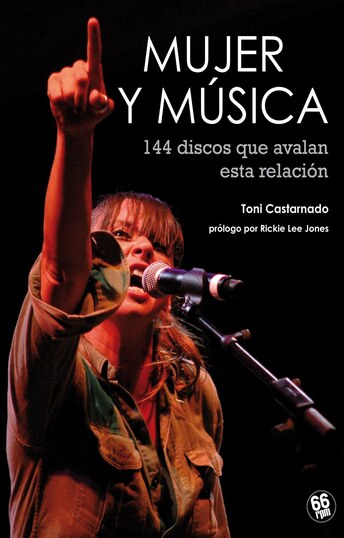 MUJER
Y MÚSICA
144 discos que avalan
esta relación
Toni Castarnado
prólogo por Rickie Lee Jones
66
rpm